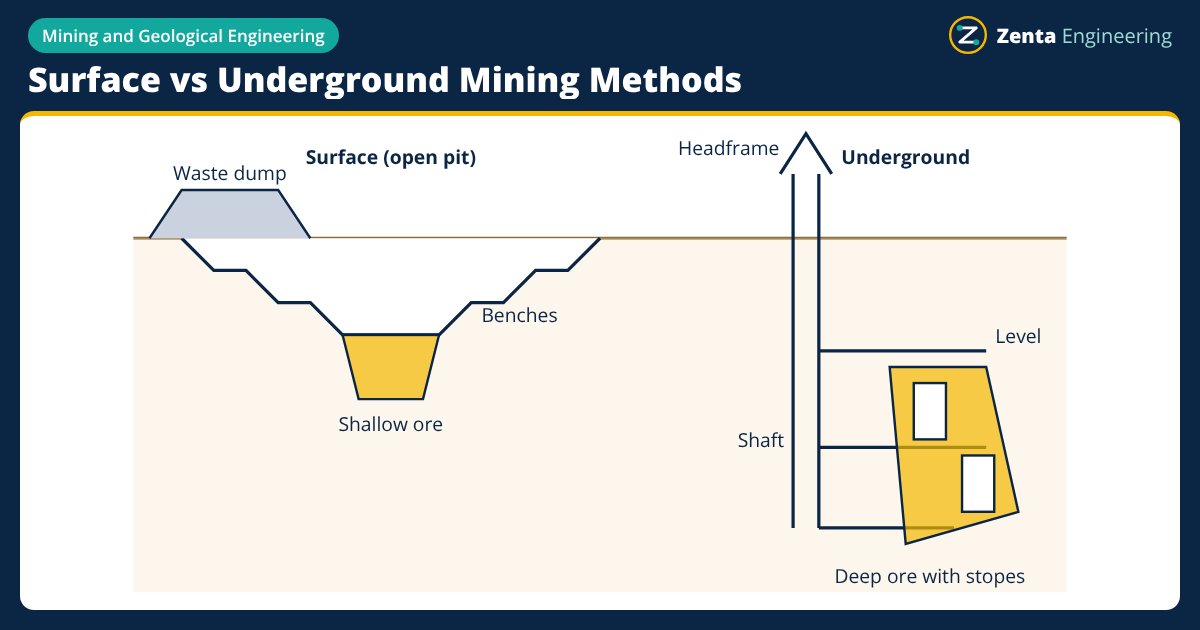 Mining and Geological Engineering
Zenta Engineering
Surface vs Underground Mining Methods
Surface (open pit)
Waste dump
Benches
Shallow ore
Headframe
Underground
Level
Shaft
Deep ore with stopes